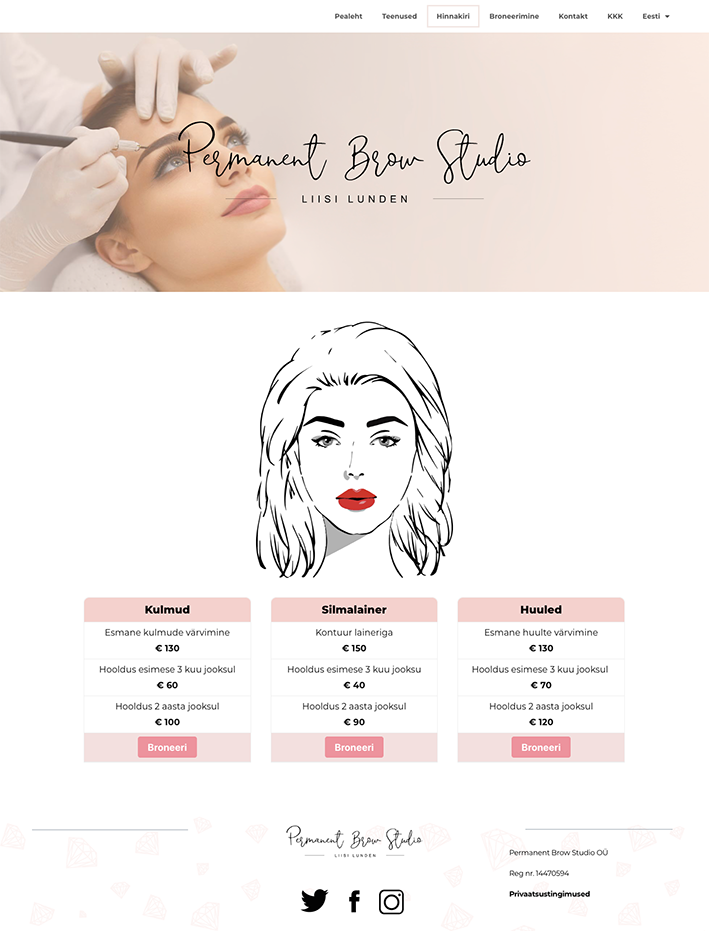 Pealeht Teenused Hinnakiri Broneerimine Kontakt KKK Eesti
Permanent Brow Studio
LIISI LUNDEN
Kulmud
Esmane kulmude värvimine
€ 130
Hooldus esimese 3 kuu jooksul
€ 60
Hooldus 2 aasta jooksul
€ 100
Broneeri
Silmalainer
Kontuur laineriga
€ 150
Hooldus esimese 3 kuu jooksu
€ 40
Hooldus 2 aasta jooksul
€ 90
Broneeri
Huuled
Esmane huulte värvimine
€ 130
Hooldus esimese 3 kuu jooksul
€ 70
Hooldus 2 aasta jooksul
€ 120
Broneeri
Permanent Brow Studio
LIISI LUNDEN
Permanent Brow Studio OÜ
Reg nr. 14470594
Privaatsustingimused